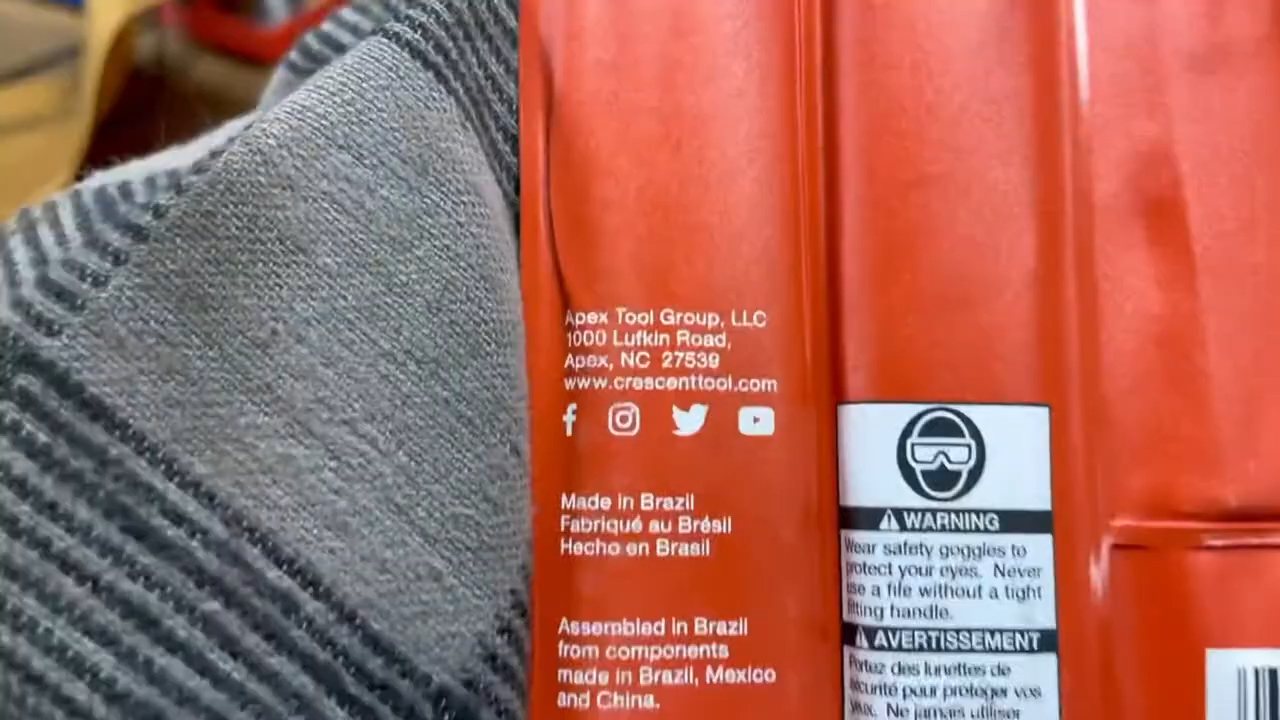 Apex Tool Group, LLC
1000 Lufkin Road,
Apex, NC 27539
www.crescenttool.com
Made in Brazil
Fabriqué au Brésil
Hecho en Brasil
Assembled in Brazil
from components
made in Brazil, Mexico
and China.
WARNING
Wear safety goggles to
protect your eyes. Never
use a file without a tight
fitting handle.
AVERTISSEMENT
Portez des lunettes de
sécurité pour protéger vos
yeux. Ne jamais utiliser